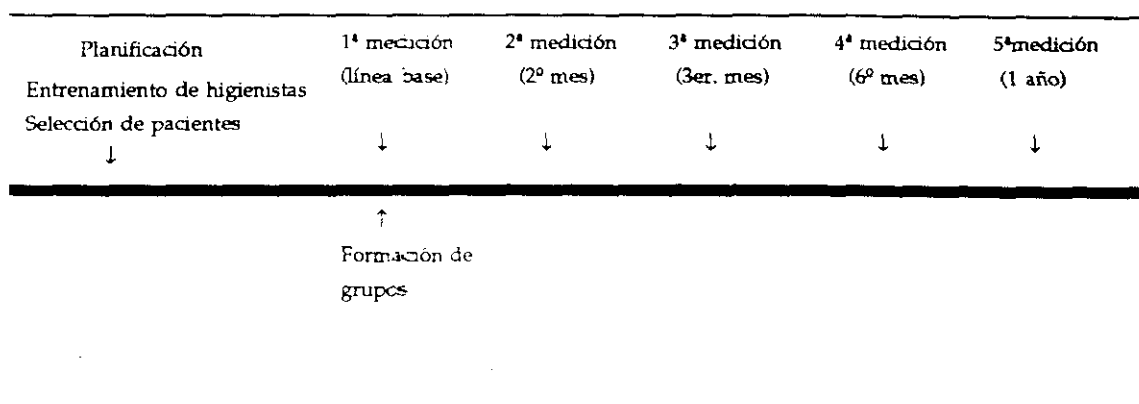 Planificación
Entrenamiento de higienistas
Selección de pacientes
↓
1ª medición
(línea base)
↓
2ª medición
(2º mes)
↓
3ª medición
(3er. mes)
↓
4ª medición
(6º mes)
↓
5ªmedición
(1 año)
↓
↑
Formación de
grupos